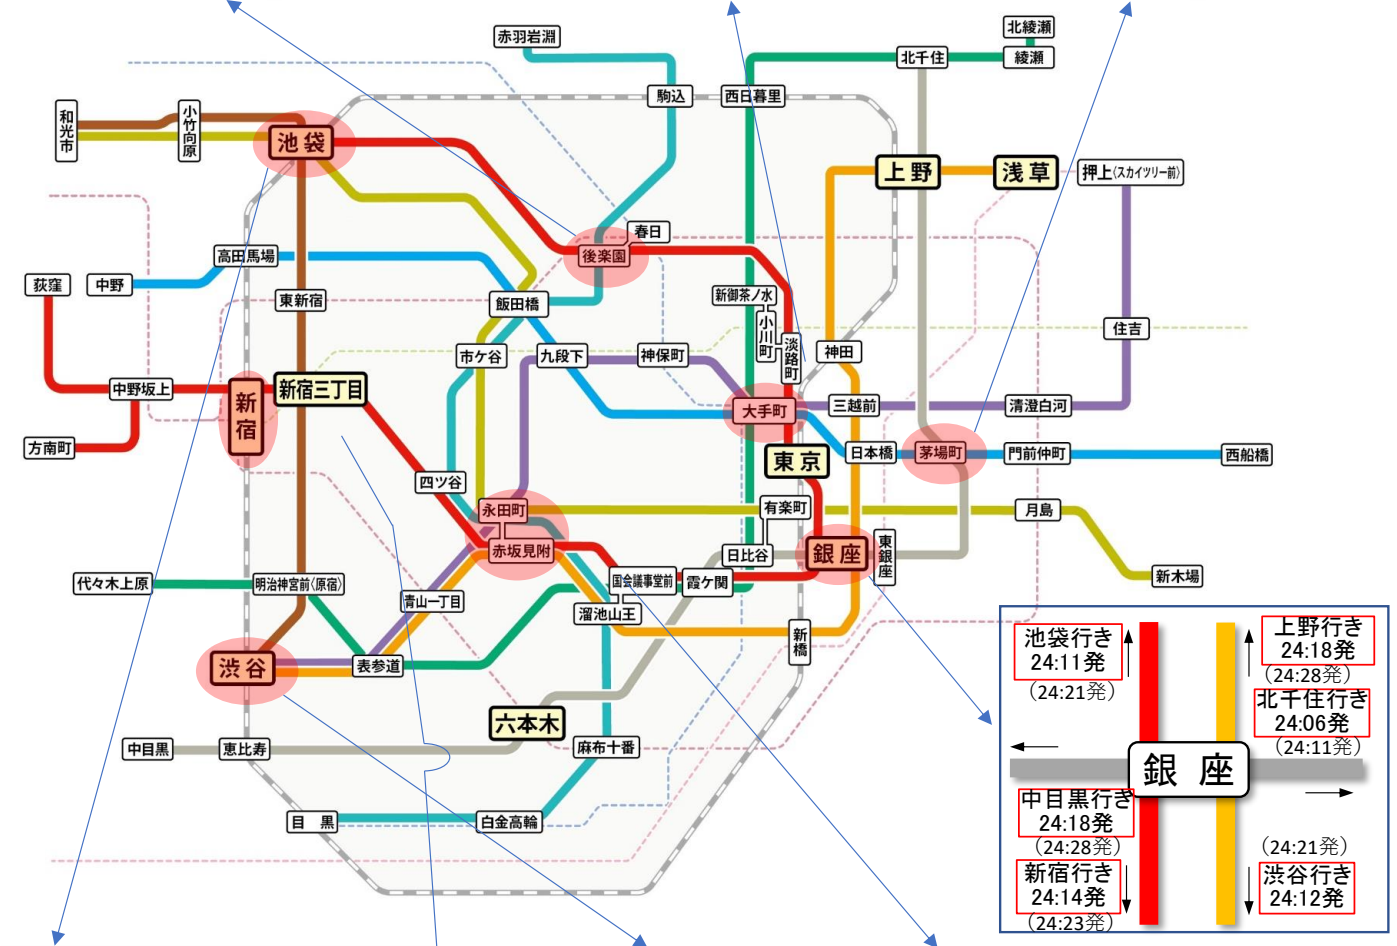 北綾瀬
赤羽岩淵
北千住
綾瀬
駒込
西日暮里
和光市
小竹向原
池袋
上野
浅草
押上〈スカイツリー前〉
春日
後楽園
高田馬場
荻窪
中野
東新宿
飯田橋
新御茶ノ水
小川町
淡路町
住吉
市ケ谷
九段下
神保町
神田
中野坂上
新宿
新宿三丁目
大手町
三越前
清澄白河
方南町
東京
日本橋
茅場町
門前仲町
西船橋
四ツ谷
永田町
有楽町
月島
赤坂見附
日比谷
銀座
東銀座
代々木上原
明治神宮前〈原宿〉
国会議事堂前
霞ケ関
新木場
青山一丁目
溜池山王
新橋
渋谷
表参道
六本木
中目黒
恵比寿
麻布十番
目黒
白金高輪
池袋行き
24:11発
（24:21発）
上野行き
24:18発
（24:28発）
北千住行き
24:06発
（24:11発）
銀座
中目黒行き
24:18発
（24:28発）
新宿行き
24:14発
（24:23発）
（24:21発）
渋谷行き
24:12発